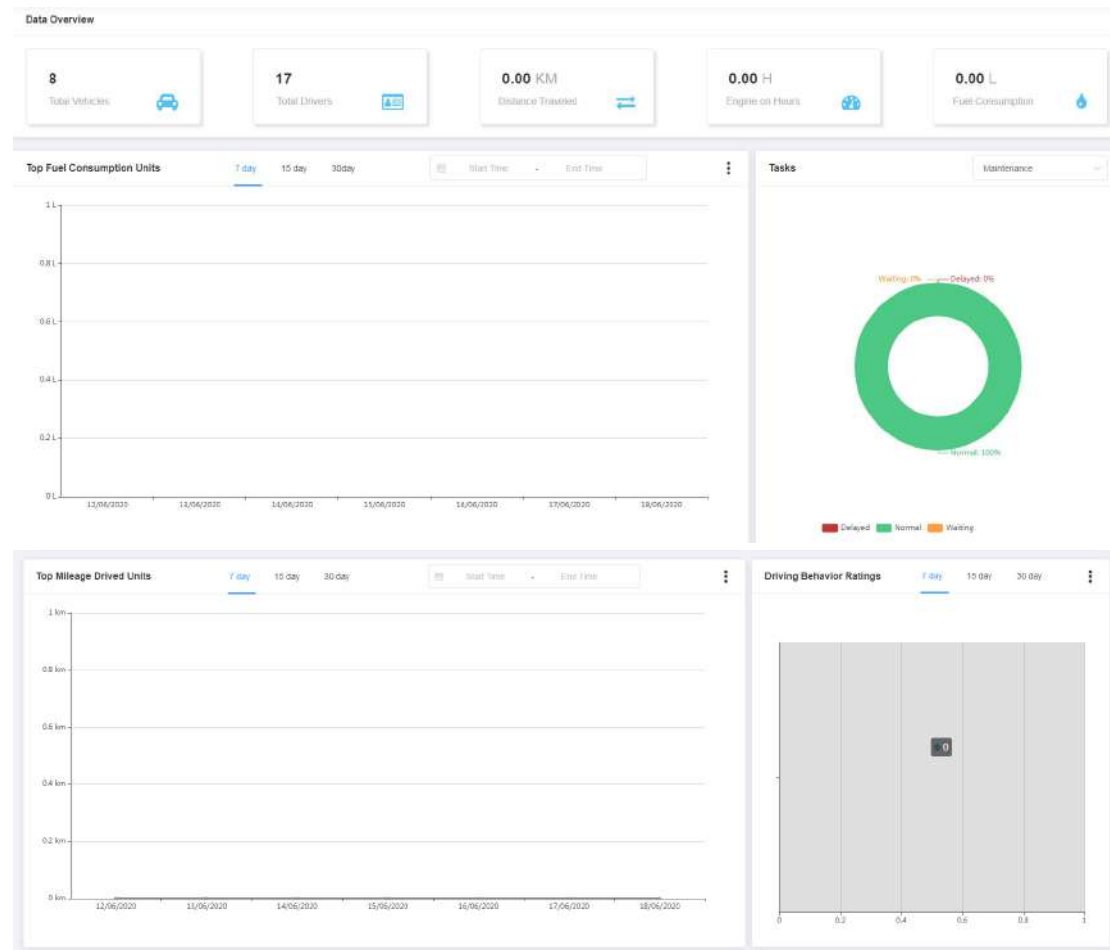 Data Overview
8
Total Vehicles
17
Total Drivers
0.00 KM
Distance Traveled
0.00 H
Engine on Hours
0.00 L
Fuel Consumption
Top Fuel Consumption Units 7 day 15 day 30day Start Time - End Time
1 L
0.8 L
0.6 L
0.4 L
0.2 L
0 L
12/06/2020 13/06/2020 14/06/2020 15/06/2020 16/06/2020 17/06/2020 18/06/2020
Tasks Maintenance
Waiting: 0% Delayed: 0%
Normal: 100%
Delayed Normal Waiting
Top Mileage Drived Units 7 day 15 day 30 day Start Time - End Time
1 km
0.8 km
0.6 km
0.4 km
0.2 km
0 km
12/06/2020 13/06/2020 14/06/2020 15/06/2020 16/06/2020 17/06/2020 18/06/2020
Driving Behavior Ratings 7 day 15 day 30 day
0
0 0.2 0.4 0.6 0.8 1